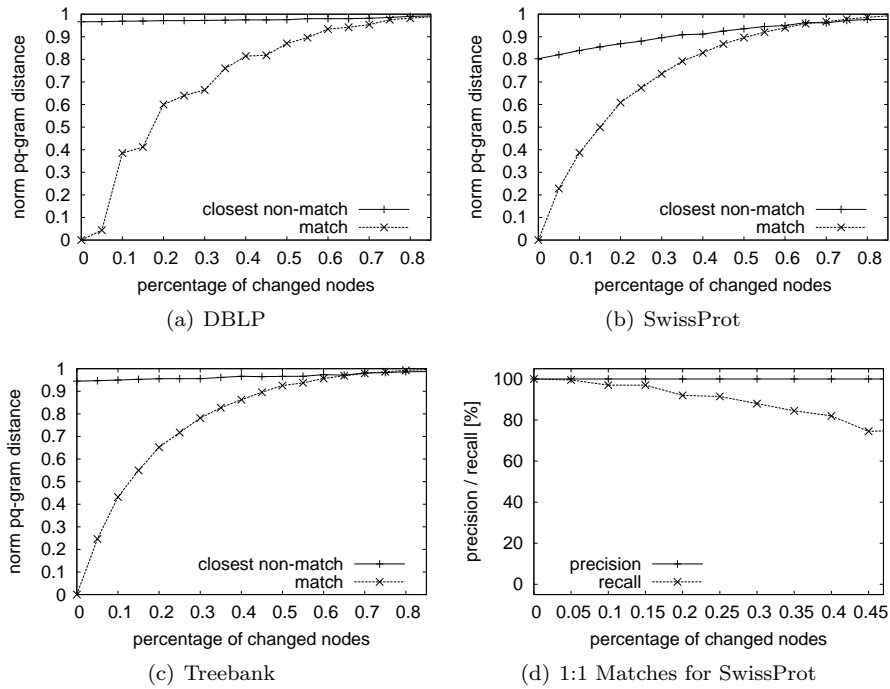 norm pq-gram distance
1
0.9
0.8
0.7
0.6
0.5
0.4
0.3
0.2
0.1
0
closest non-match
match
0 0.1 0.2 0.3 0.4 0.5 0.6 0.7 0.8
percentage of changed nodes
(a) DBLP
norm pq-gram distance
1
0.9
0.8
0.7
0.6
0.5
0.4
0.3
0.2
0.1
0
closest non-match
match
0 0.1 0.2 0.3 0.4 0.5 0.6 0.7 0.8
percentage of changed nodes
(b) SwissProt
norm pq-gram distance
1
0.9
0.8
0.7
0.6
0.5
0.4
0.3
0.2
0.1
0
closest non-match
match
0 0.1 0.2 0.3 0.4 0.5 0.6 0.7 0.8
percentage of changed nodes
(c) Treebank
precision / recall [%]
100
80
60
40
20
0
precision
recall
0 0.05 0.1 0.15 0.2 0.25 0.3 0.35 0.4 0.45
percentage of changed nodes
(d) 1:1 Matches for SwissProt